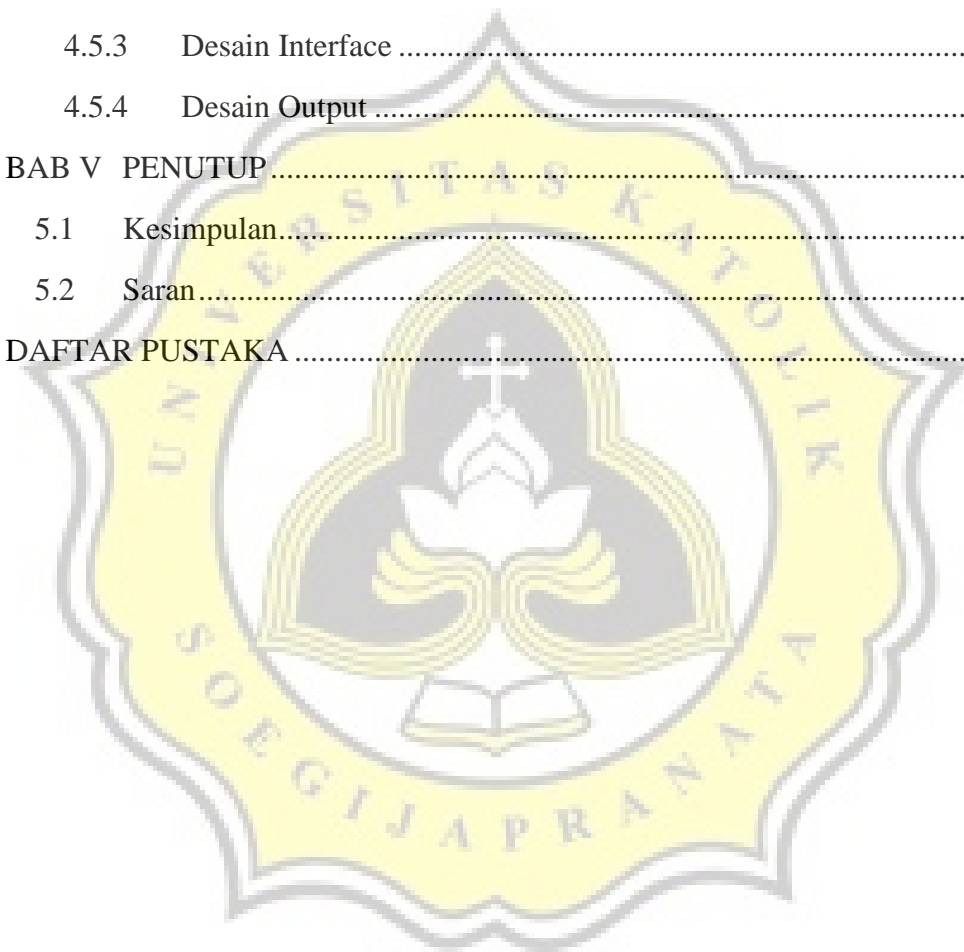 4.5.3 Desain Interface ........................................................................
4.5.4 Desain Output ...........................................................................
BAB V PENUTUP ........................................................................................
5.1 Kesimpulan.......................................................................................
5.2 Saran.................................................................................................
DAFTAR PUSTAKA .....................................................................................
UNIVERSITAS KATOLIK
SOEGIJAPRANATA